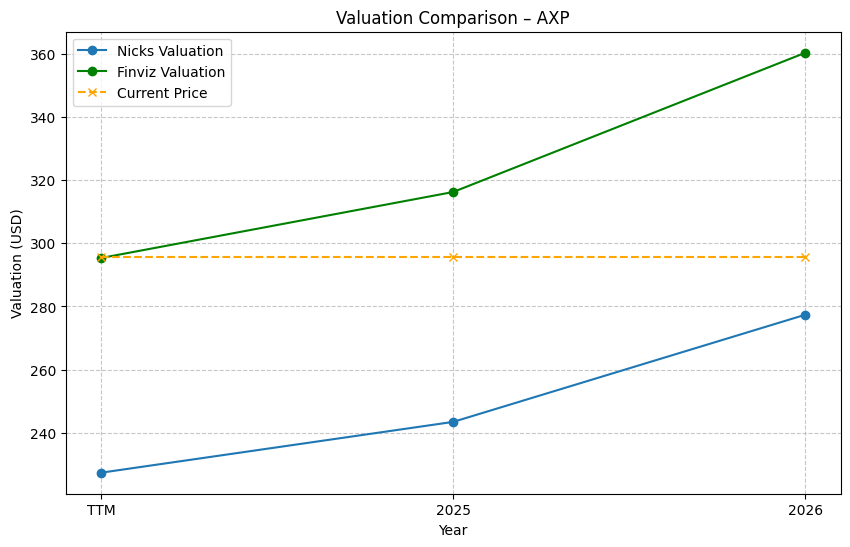 Valuation Comparison – AXP
Nicks Valuation
Finviz Valuation
Current Price
Valuation (USD)
360
340
320
300
280
260
240
TTM
2025
2026
Year